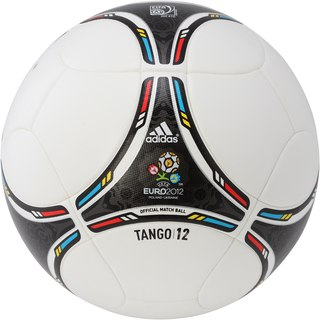 adidas
UEFA
EURO2012
POLAND-UKRAINE
OFFICIAL MATCH BALL
TANGO 12